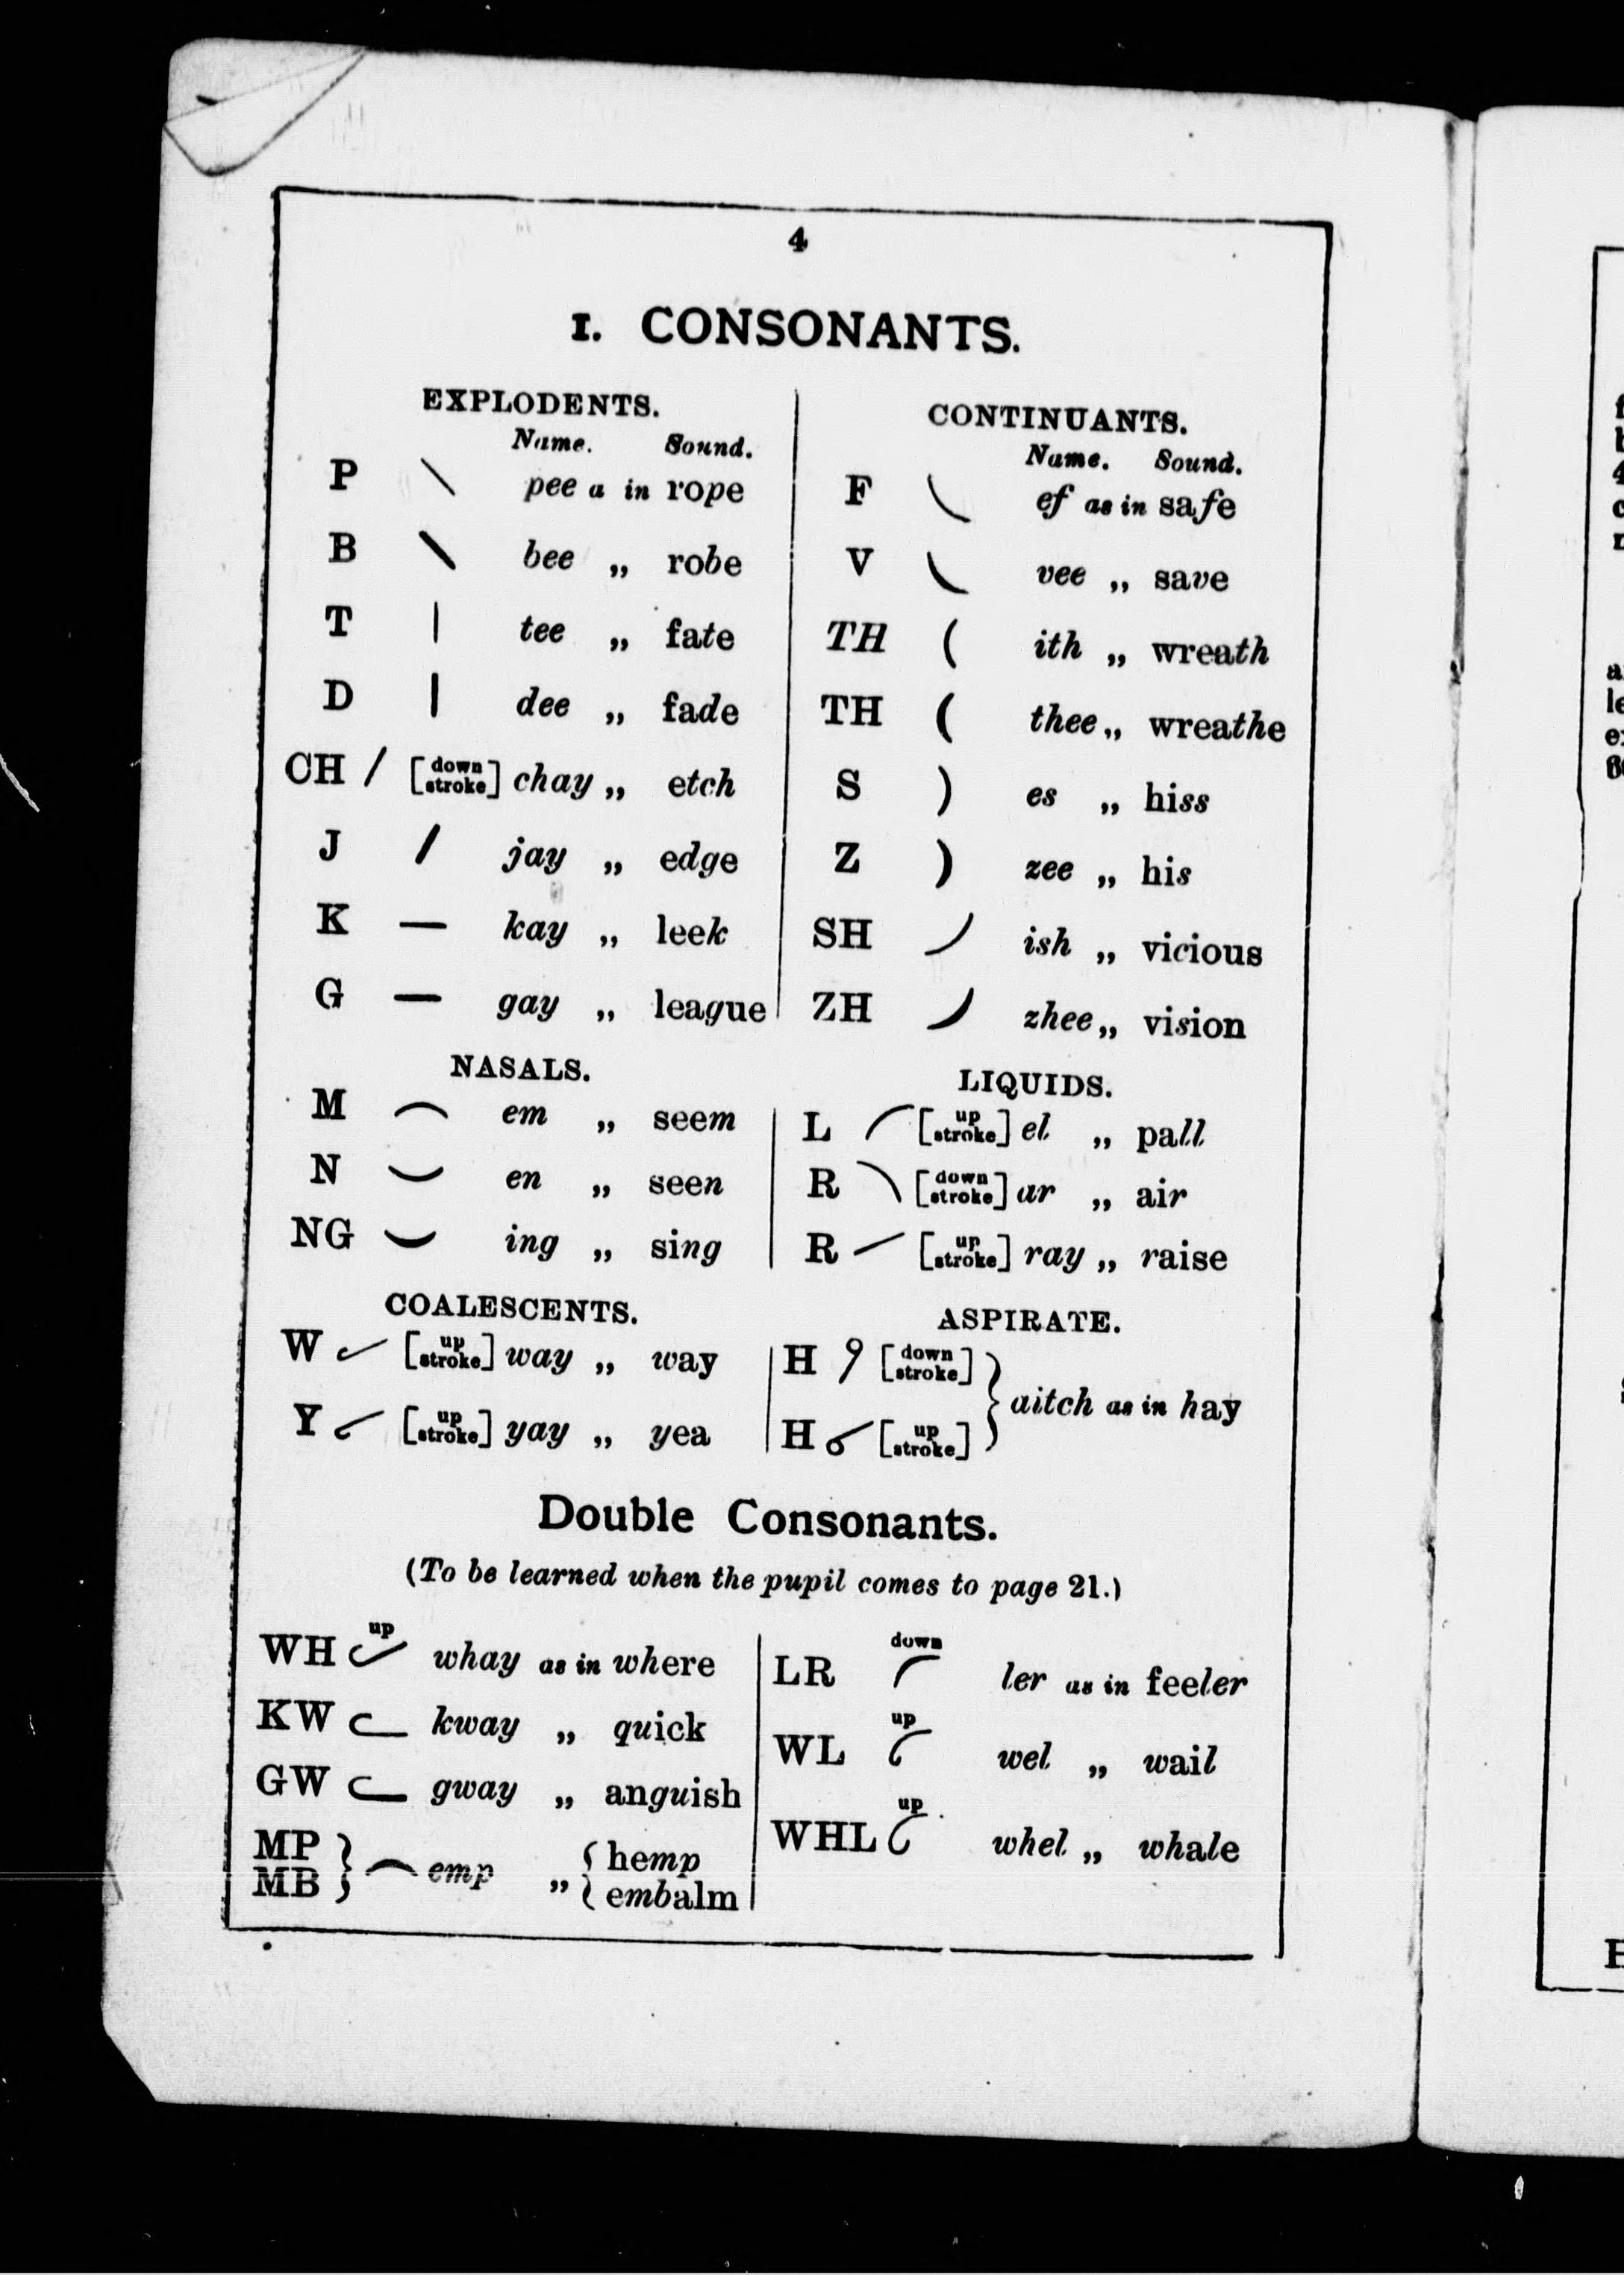 4
1. CONSONANTS.
EXPLODENTS.
Name. Sound.
P pee a in rope
B bee „ robe
T tee „ fate
D dee „ fade
CH [down stroke] chay „ etch
J jay „ edge
K kay „ leek
G gay „ league
CONTINUANTS.
Name. Sound.
F ef as in safe
V vee „ save
TH ith „ wreath
TH thee „ wreathe
S es „ hiss
Z zee „ his
SH ish „ vicious
ZH zhee „ vision
NASALS.
M em „ seem
N en „ seen
NG ing „ sing
LIQUIDS.
L [up stroke] el „ pall
R [down stroke] ar „ air
R [up stroke] ray „ raise
COALESCENTS.
W [up stroke] way „ way
Y [up stroke] yay „ yea
ASPIRATE.
H [down stroke]
H [up stroke]
} aitch as in hay
Double Consonants.
(To be learned when the pupil comes to page 21.)
WH up whay as in where
KW kway „ quick
GW gway „ anguish
MP
MB } emp „ { hemp
embalm
LR down ler as in feeler
WL up wel „ wail
WHL up whel „ whale